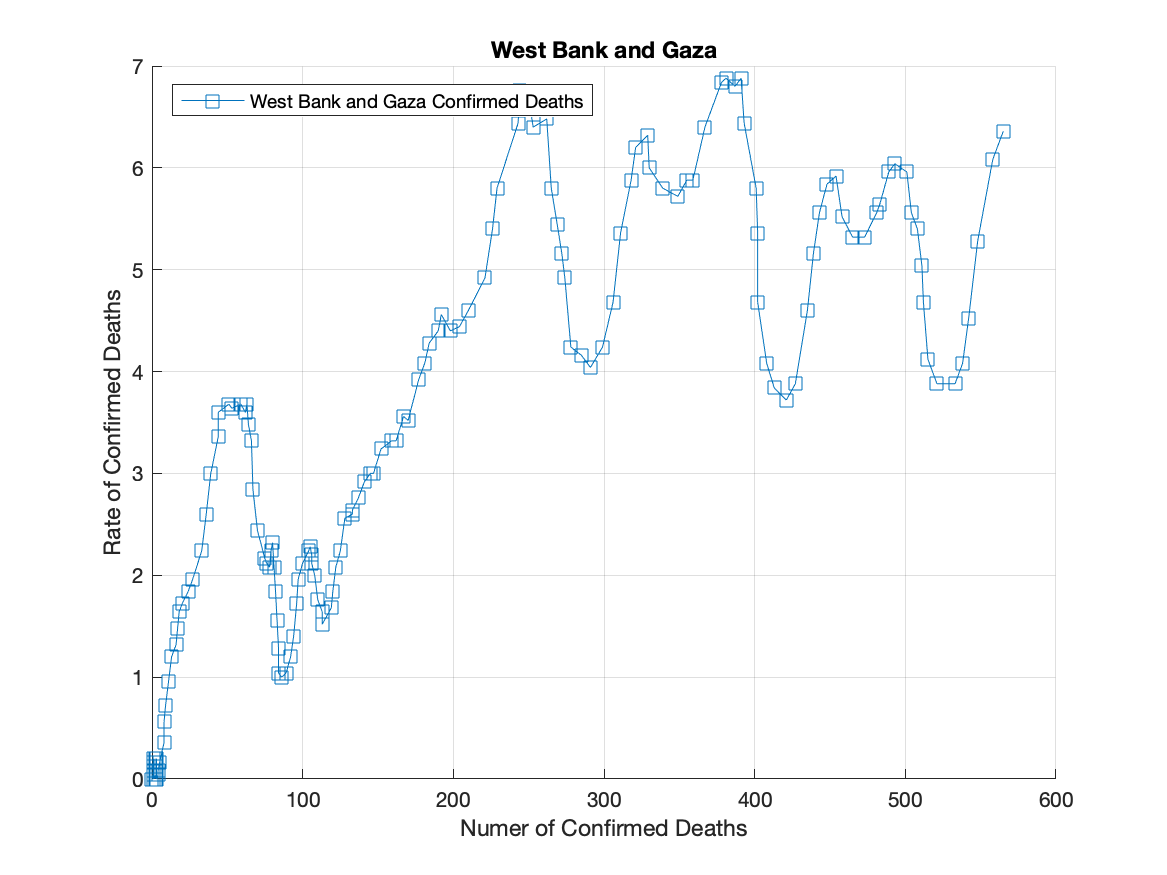 West Bank and Gaza
West Bank and Gaza Confirmed Deaths
Rate of Confirmed Deaths
7
6
5
4
3
2
1
0
0 100 200 300 400 500 600
Numer of Confirmed Deaths